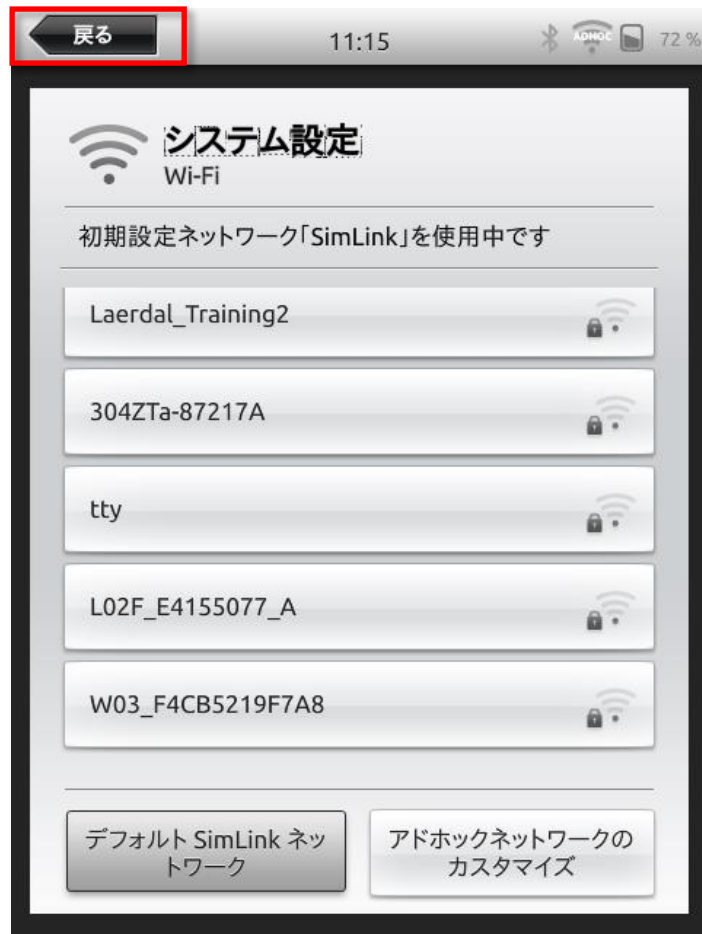 戻る
11:15
ADHOC
72 %
システム設定
Wi-Fi
初期設定ネットワーク「SimLink」を使用中です
Laerdal_Training2
304ZTa-87217A
tty
L02F_E4155077_A
W03_F4CB5219F7A8
デフォルト SimLink ネッ
トワーク
アドホックネットワークの
カスタマイズ